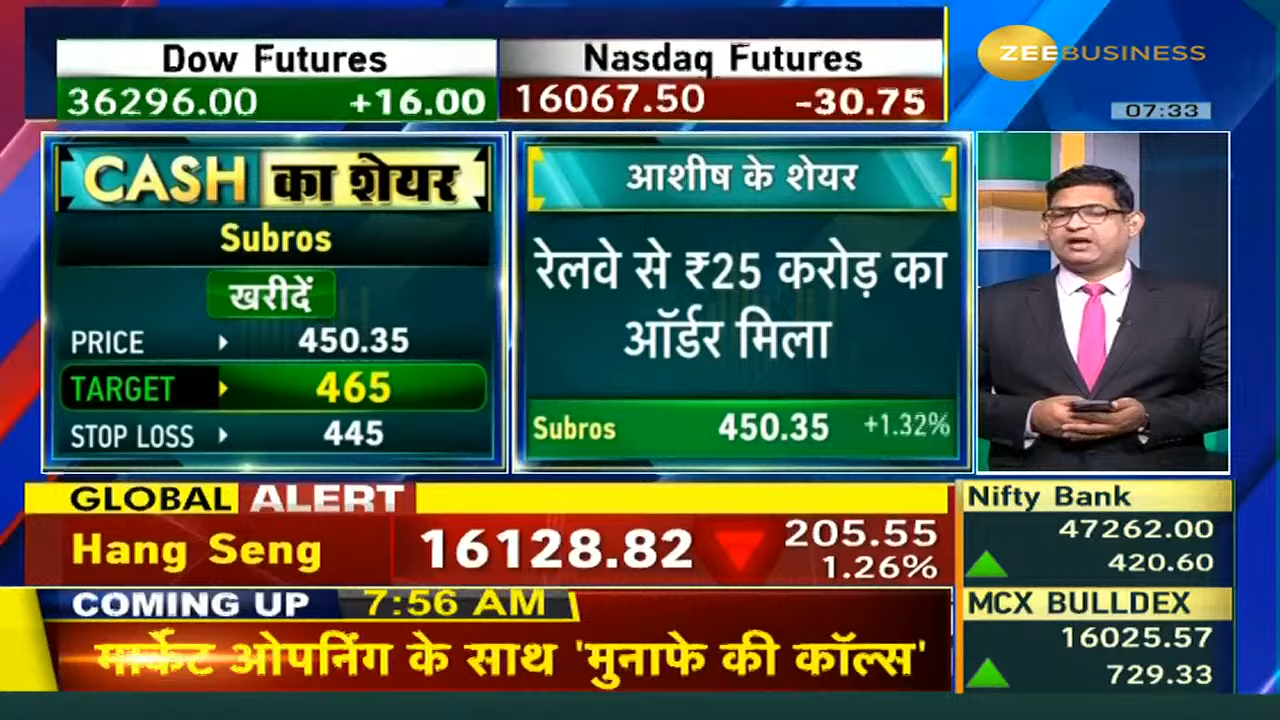 Dow Futures
36296.00 +16.00
Nasdaq Futures
16067.50 -30.75
ZEEBUSINESS
07:33
CASH का शेयर
Subros
खरीदें
PRICE 450.35
TARGET 465
STOP LOSS 445
आशीष के शेयर
रेलवे से ₹25 करोड़ का
ऑर्डर मिला
Subros 450.35 +1.32%
GLOBAL ALERT
Hang Seng 16128.82 205.55
1.26%
Nifty Bank
47262.00
420.60
COMING UP 7:56 AM
मार्केट ओपनिंग के साथ 'मुनाफे की कॉल्स'
MCX BULLDEX
16025.57
729.33